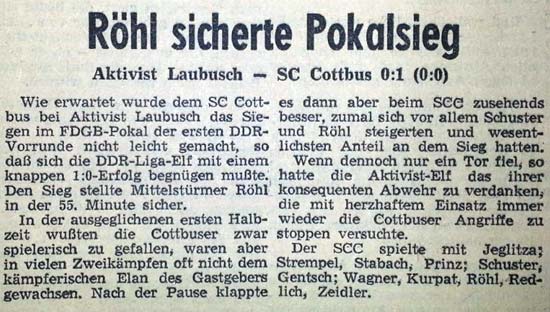 Röhl sicherte Pokalsieg
Aktivist Laubusch — SC Cottbus 0:1 (0:0)
Wie erwartet wurde dem SC Cott-
bus bei Aktivist Laubusch das Sie-
gen im FDGB-Pokal der ersten DDR-
Vorrunde nicht leicht gemacht, so
daß sich die DDR-Liga-Elf mit einem
knappen 1:0-Erfolg begnügen mußte.
Den Sieg stellte Mittelstürmer Röhl
in der 55. Minute sicher.
In der ausgeglichenen ersten Halb-
zeit wußten die Cottbuser zwar
spielerisch zu gefallen, waren aber
in vielen Zweikämpfen oft nicht dem
kämpferischen Elan des Gastgebers
gewachsen. Nach der Pause klappte
es dann aber beim SCC zusehends
besser, zumal sich vor allem Schuster
und Röhl steigerten und wesent-
lichsten Anteil an dem Sieg hatten.
Wenn dennoch nur ein Tor fiel, so
hatte die Aktivist-Elf das ihrer
konsequenten Abwehr zu verdanken,
die mit herzhaftem Einsatz immer
wieder die Cottbuser Angriffe zu
stoppen versuchte.
Der SCC spielte mit Jeglitza;
Strempel, Stabach, Prinz; Schuster,
Gentsch; Wagner, Kurpat, Röhl, Red-
lich, Zeidler.